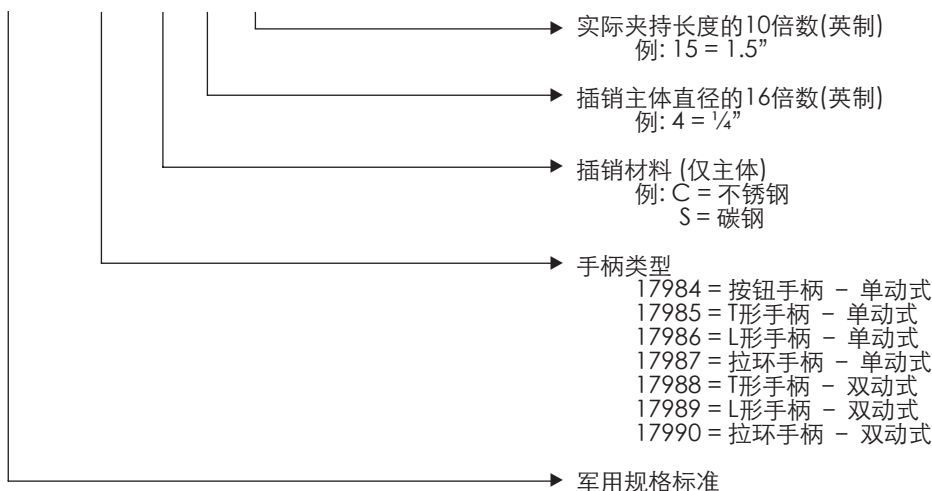 实际夹持长度的10倍数(英制)
例: 15 = 1.5”
插销主体直径的16倍数(英制)
例: 4 = ¼”
插销材料 (仅主体)
例: C = 不锈钢
S = 碳钢
手柄类型
17984 = 按钮手柄 – 单动式
17985 = T形手柄 – 单动式
17986 = L形手柄 – 单动式
17987 = 拉环手柄 – 单动式
17988 = T形手柄 – 双动式
17989 = L形手柄 – 双动式
17990 = 拉环手柄 – 双动式
军用规格标准